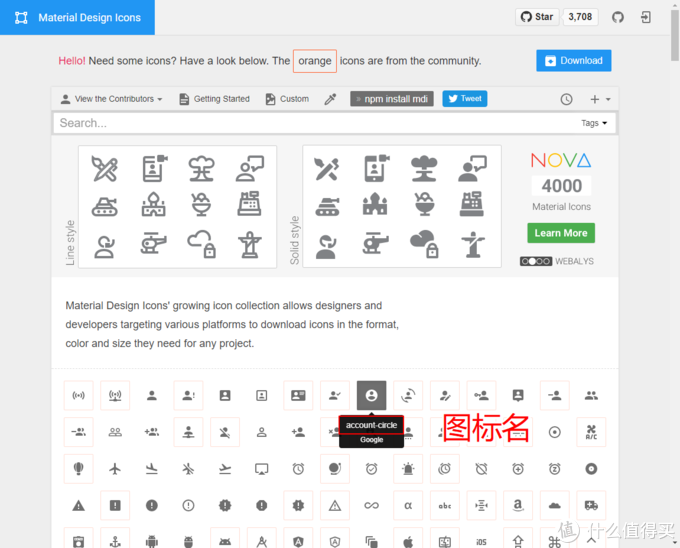 Material Design Icons
Star 3,708
Hello! Need some icons? Have a look below. The orange icons are from the community.
Download
View the Contributors Getting Started Custom » npm install mdi Tweet
Search... Tags
Line style
Solid style
NOVA
4000
Material Icons
Learn More
WEBALYS
Material Design Icons' growing icon collection allows designers and
developers targeting various platforms to download icons in the format,
color and size they need for any project.
account-circle
Google
图标名
A/C
α abc a
iOS
值 什么值得买